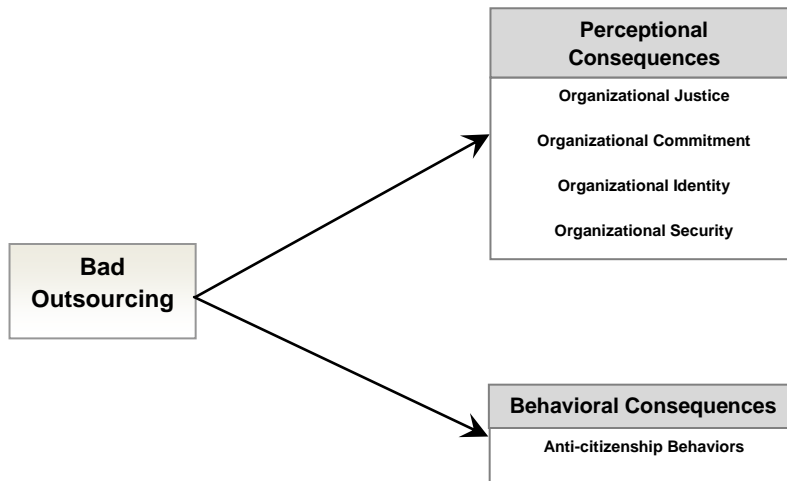 Perceptional
Consequences
Organizational Justice
Organizational Commitment
Organizational Identity
Organizational Security
Bad
Outsourcing
Behavioral Consequences
Anti-citizenship Behaviors